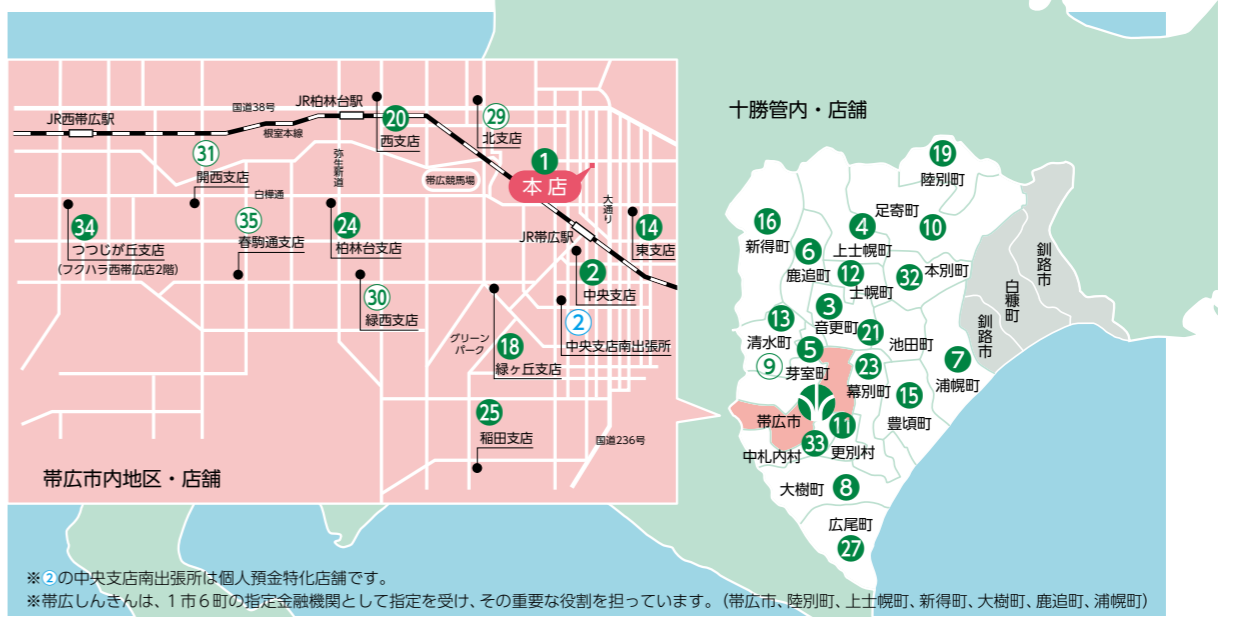 国道38号
JR柏林台駅
JR西帯広駅
根室本線
20
西支店
29
北支店
31
開西支店
弥生新道
白樺通
帯広競馬場
1
本店
大通り
34
つつじが丘支店
(フクハラ西帯広店2階)
35
春駒通支店
24
柏林台支店
JR帯広駅
14
東支店
2
中央支店
30
緑西支店
2
中央支店南出張所
グリーン
パーク
18
緑ヶ丘支店
25
稲田支店
国道236号
帯広市内地区・店舗
十勝管内・店舗
19
陸別町
16
新得町
足寄町
10
4
上士幌町
6
鹿追町
12
士幌町
32
本別町
釧路市
白糠町
釧路市
3
音更町
13
清水町
21
池田町
5
芽室町
9
23
幕別町
7
浦幌町
15
豊頃町
帯広市
11
更別村
33
中札内村
大樹町
8
広尾町
27
※②の中央支店南出張所は個人預金特化店舗です。
※帯広しんきんは、1市6町の指定金融機関として指定を受け、その重要な役割を担っています。(帯広市、陸別町、上士幌町、新得町、大樹町、鹿追町、浦幌町)